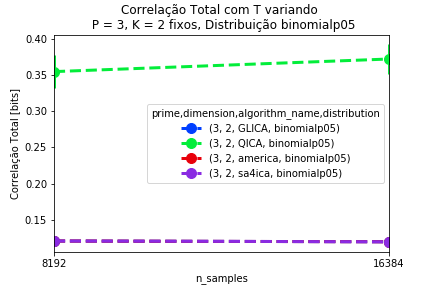 Correlação Total com T variando
P = 3, K = 2 fixos, Distribuição binomialp05
Correlação Total [bits]
0.40
0.35
0.30
0.25
0.20
0.15
prime,dimension,algorithm_name,distribution
(3, 2, GLICA, binomialp05)
(3, 2, QICA, binomialp05)
(3, 2, america, binomialp05)
(3, 2, sa4ica, binomialp05)
8192
16384
n_samples